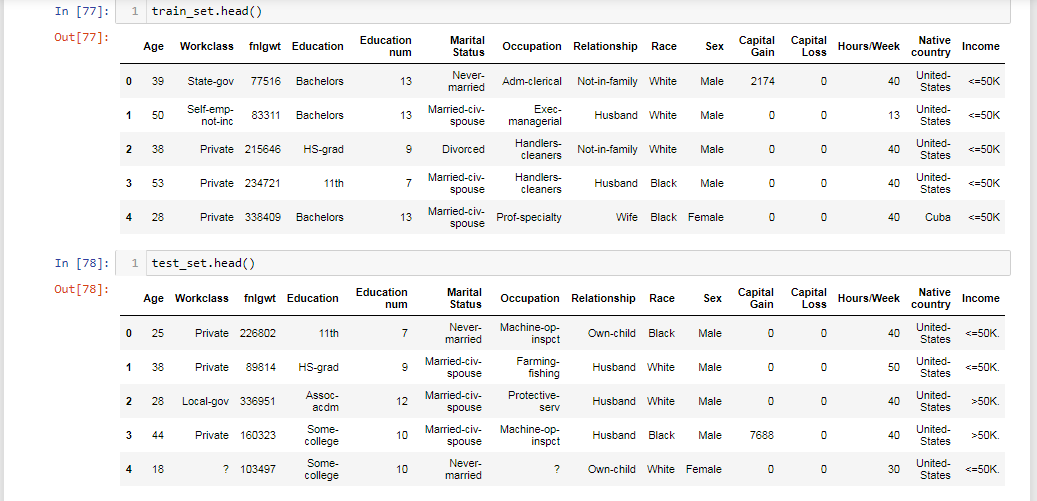 In [77]: 1 train_set.head()
Out[77]:
Age Workclass fnlgwt Education Education num Marital Status Occupation Relationship Race Sex Capital Gain Capital Loss Hours/Week Native country Income
0 39 State-gov 77516 Bachelors 13 Never-married Adm-clerical Not-in-family White Male 2174 0 40 United-States <=50K
1 50 Self-emp-not-inc 83311 Bachelors 13 Married-civ-spouse Exec-managerial Husband White Male 0 0 13 United-States <=50K
2 38 Private 215646 HS-grad 9 Divorced Handlers-cleaners Not-in-family White Male 0 0 40 United-States <=50K
3 53 Private 234721 11th 7 Married-civ-spouse Handlers-cleaners Husband Black Male 0 0 40 United-States <=50K
4 28 Private 338409 Bachelors 13 Married-civ-spouse Prof-specialty Wife Black Female 0 0 40 Cuba <=50K
In [78]: 1 test_set.head()
Out[78]:
Age Workclass fnlgwt Education Education num Marital Status Occupation Relationship Race Sex Capital Gain Capital Loss Hours/Week Native country Income
0 25 Private 226802 11th 7 Never-married Machine-op-inspct Own-child Black Male 0 0 40 United-States <=50K.
1 38 Private 89814 HS-grad 9 Married-civ-spouse Farming-fishing Husband White Male 0 0 50 United-States <=50K.
2 28 Local-gov 336951 Assoc-acdm 12 Married-civ-spouse Protective-serv Husband White Male 0 0 40 United-States >50K.
3 44 Private 160323 Some-college 10 Married-civ-spouse Machine-op-inspct Husband Black Male 7688 0 40 United-States >50K.
4 18 ? 103497 Some-college 10 Never-married ? Own-child White Female 0 0 30 United-States <=50K.